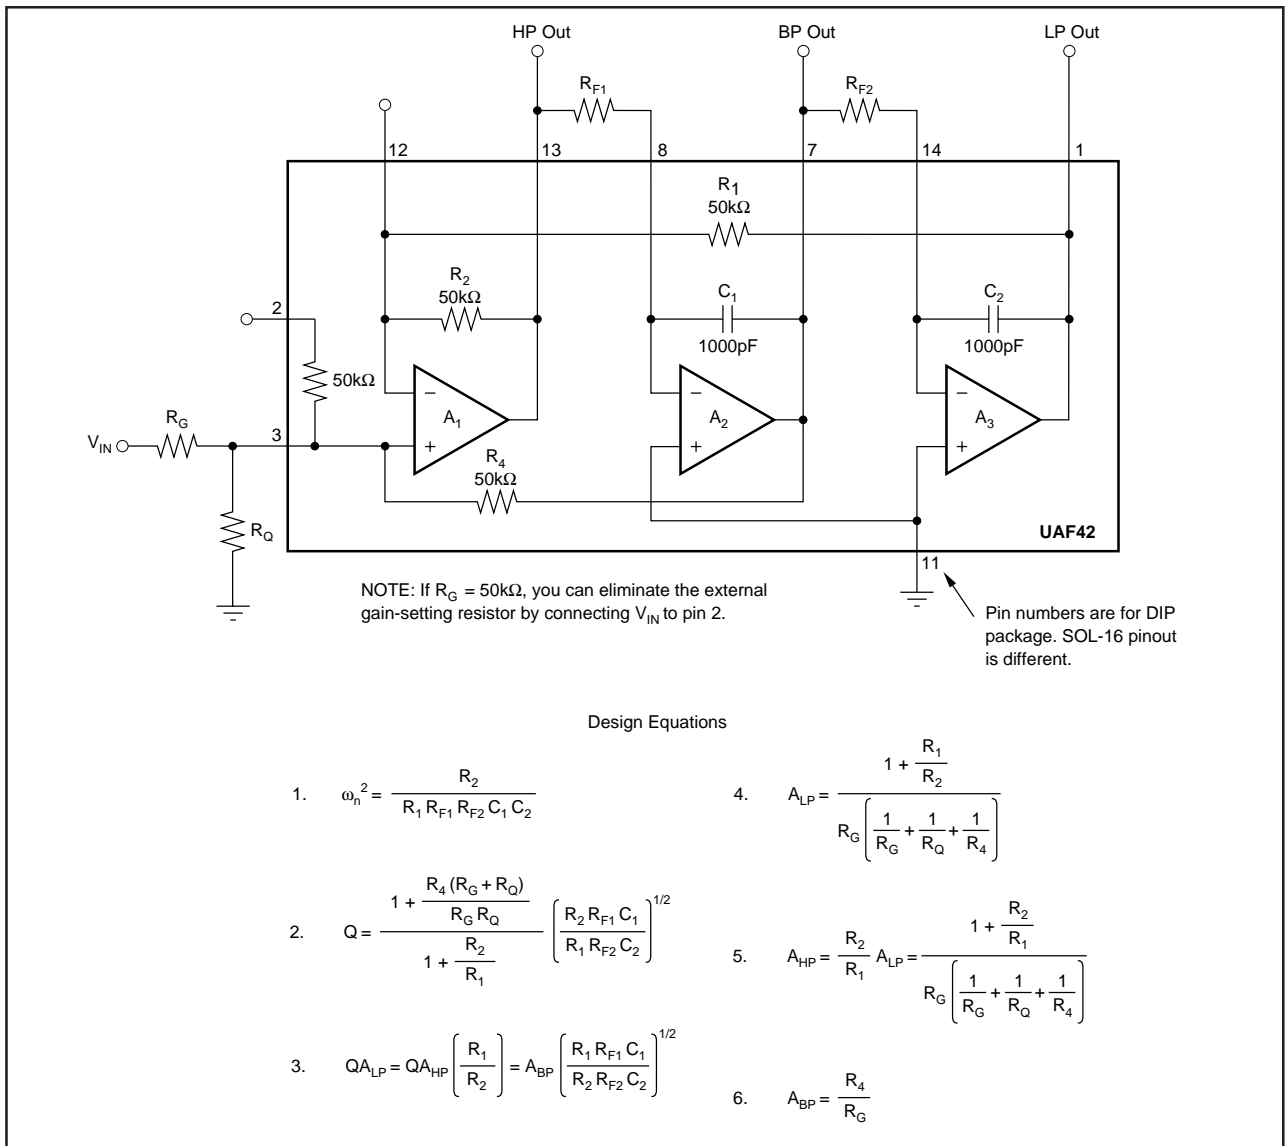 HP Out BP Out LP Out
R_F1 R_F2
12 13 8 7 14 1
R_1
50kΩ
R_2
50kΩ
C_1
1000pF
C_2
1000pF
2
50kΩ
A_1 A_2 A_3
− − −
+ + +
V_IN R_G 3
R_4
50kΩ
R_Q
UAF42
11
NOTE: If R_G = 50kΩ, you can eliminate the external
gain-setting resistor by connecting V_IN to pin 2.
Pin numbers are for DIP
package. SOL-16 pinout
is different.
Design Equations
1. ω_n^2 = R_2 / (R_1 R_F1 R_F2 C_1 C_2)
2. Q = (1 + R_4 (R_G + R_Q) / (R_G R_Q)) / (1 + R_2 / R_1) (R_2 R_F1 C_1 / (R_1 R_F2 C_2))^1/2
3. QA_LP = QA_HP (R_1 / R_2) = A_BP (R_1 R_F1 C_1 / (R_2 R_F2 C_2))^1/2
4. A_LP = (1 + R_1 / R_2) / (R_G (1 / R_G + 1 / R_Q + 1 / R_4))
5. A_HP = R_2 / R_1 A_LP = (1 + R_2 / R_1) / (R_G (1 / R_G + 1 / R_Q + 1 / R_4))
6. A_BP = R_4 / R_G